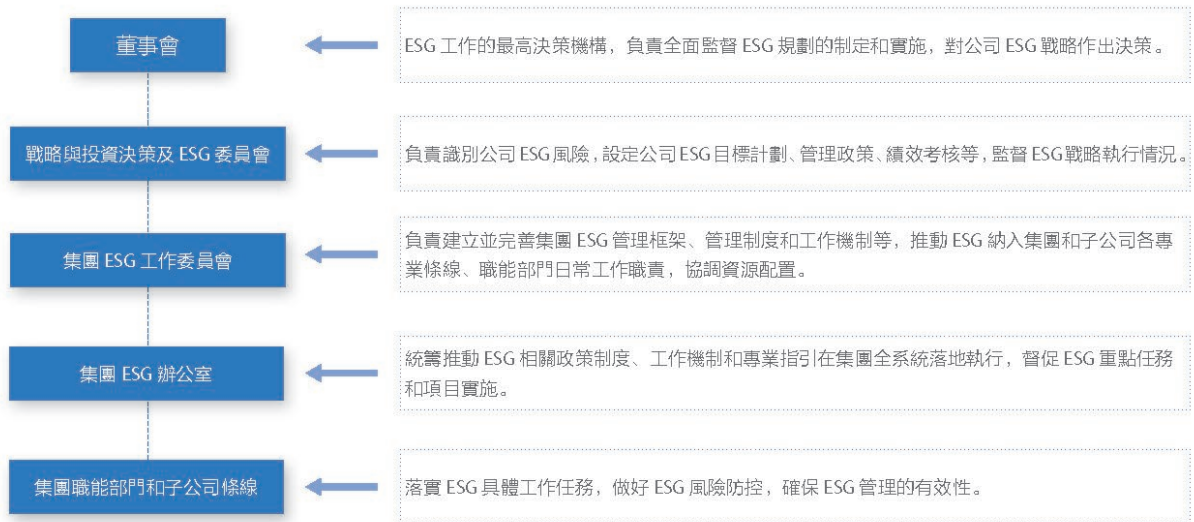 董事會
ESG 工作的最高決策機構，負責全面監督 ESG 規劃的制定和實施，對公司 ESG 戰略作出決策。
戰略與投資決策及 ESG 委員會
負責識別公司 ESG 風險，設定公司 ESG 目標計劃、管理政策、績效考核等，監督 ESG 戰略執行情況。
集團 ESG 工作委員會
負責建立並完善集團 ESG 管理框架、管理制度和工作機制等，推動 ESG 納入集團和子公司各專
業條線、職能部門日常工作職責，協調資源配置。
集團 ESG 辦公室
統籌推動 ESG 相關政策制度、工作機制和專業指引在集團全系統落地執行，督促 ESG 重點任務
和項目實施。
集團職能部門和子公司條線
落實 ESG 具體工作任務，做好 ESG 風險防控，確保 ESG 管理的有效性。